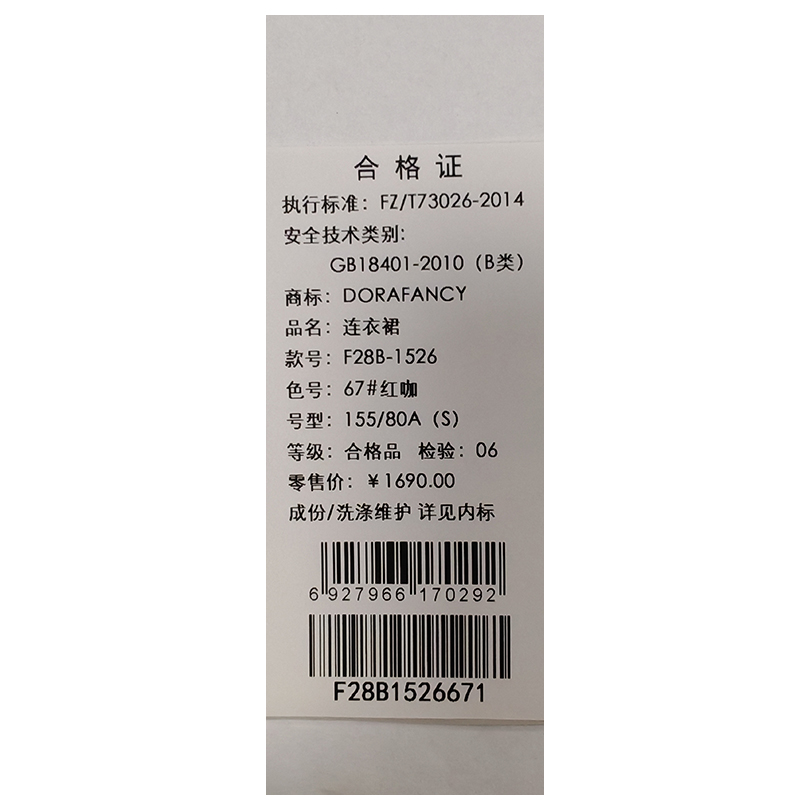 合格证
执行标准：FZ/T73026-2014
安全技术类别:
GB18401-2010（B类）
商标：DORAFANCY
品名：连衣裙
款号：F28B-1526
色号：67#红咖
号型：155/80A（S）
等级：合格品 检验：06
零售价：￥1690.00
成份/洗涤维护 详见内标
6 927966 170292
F28B1526671